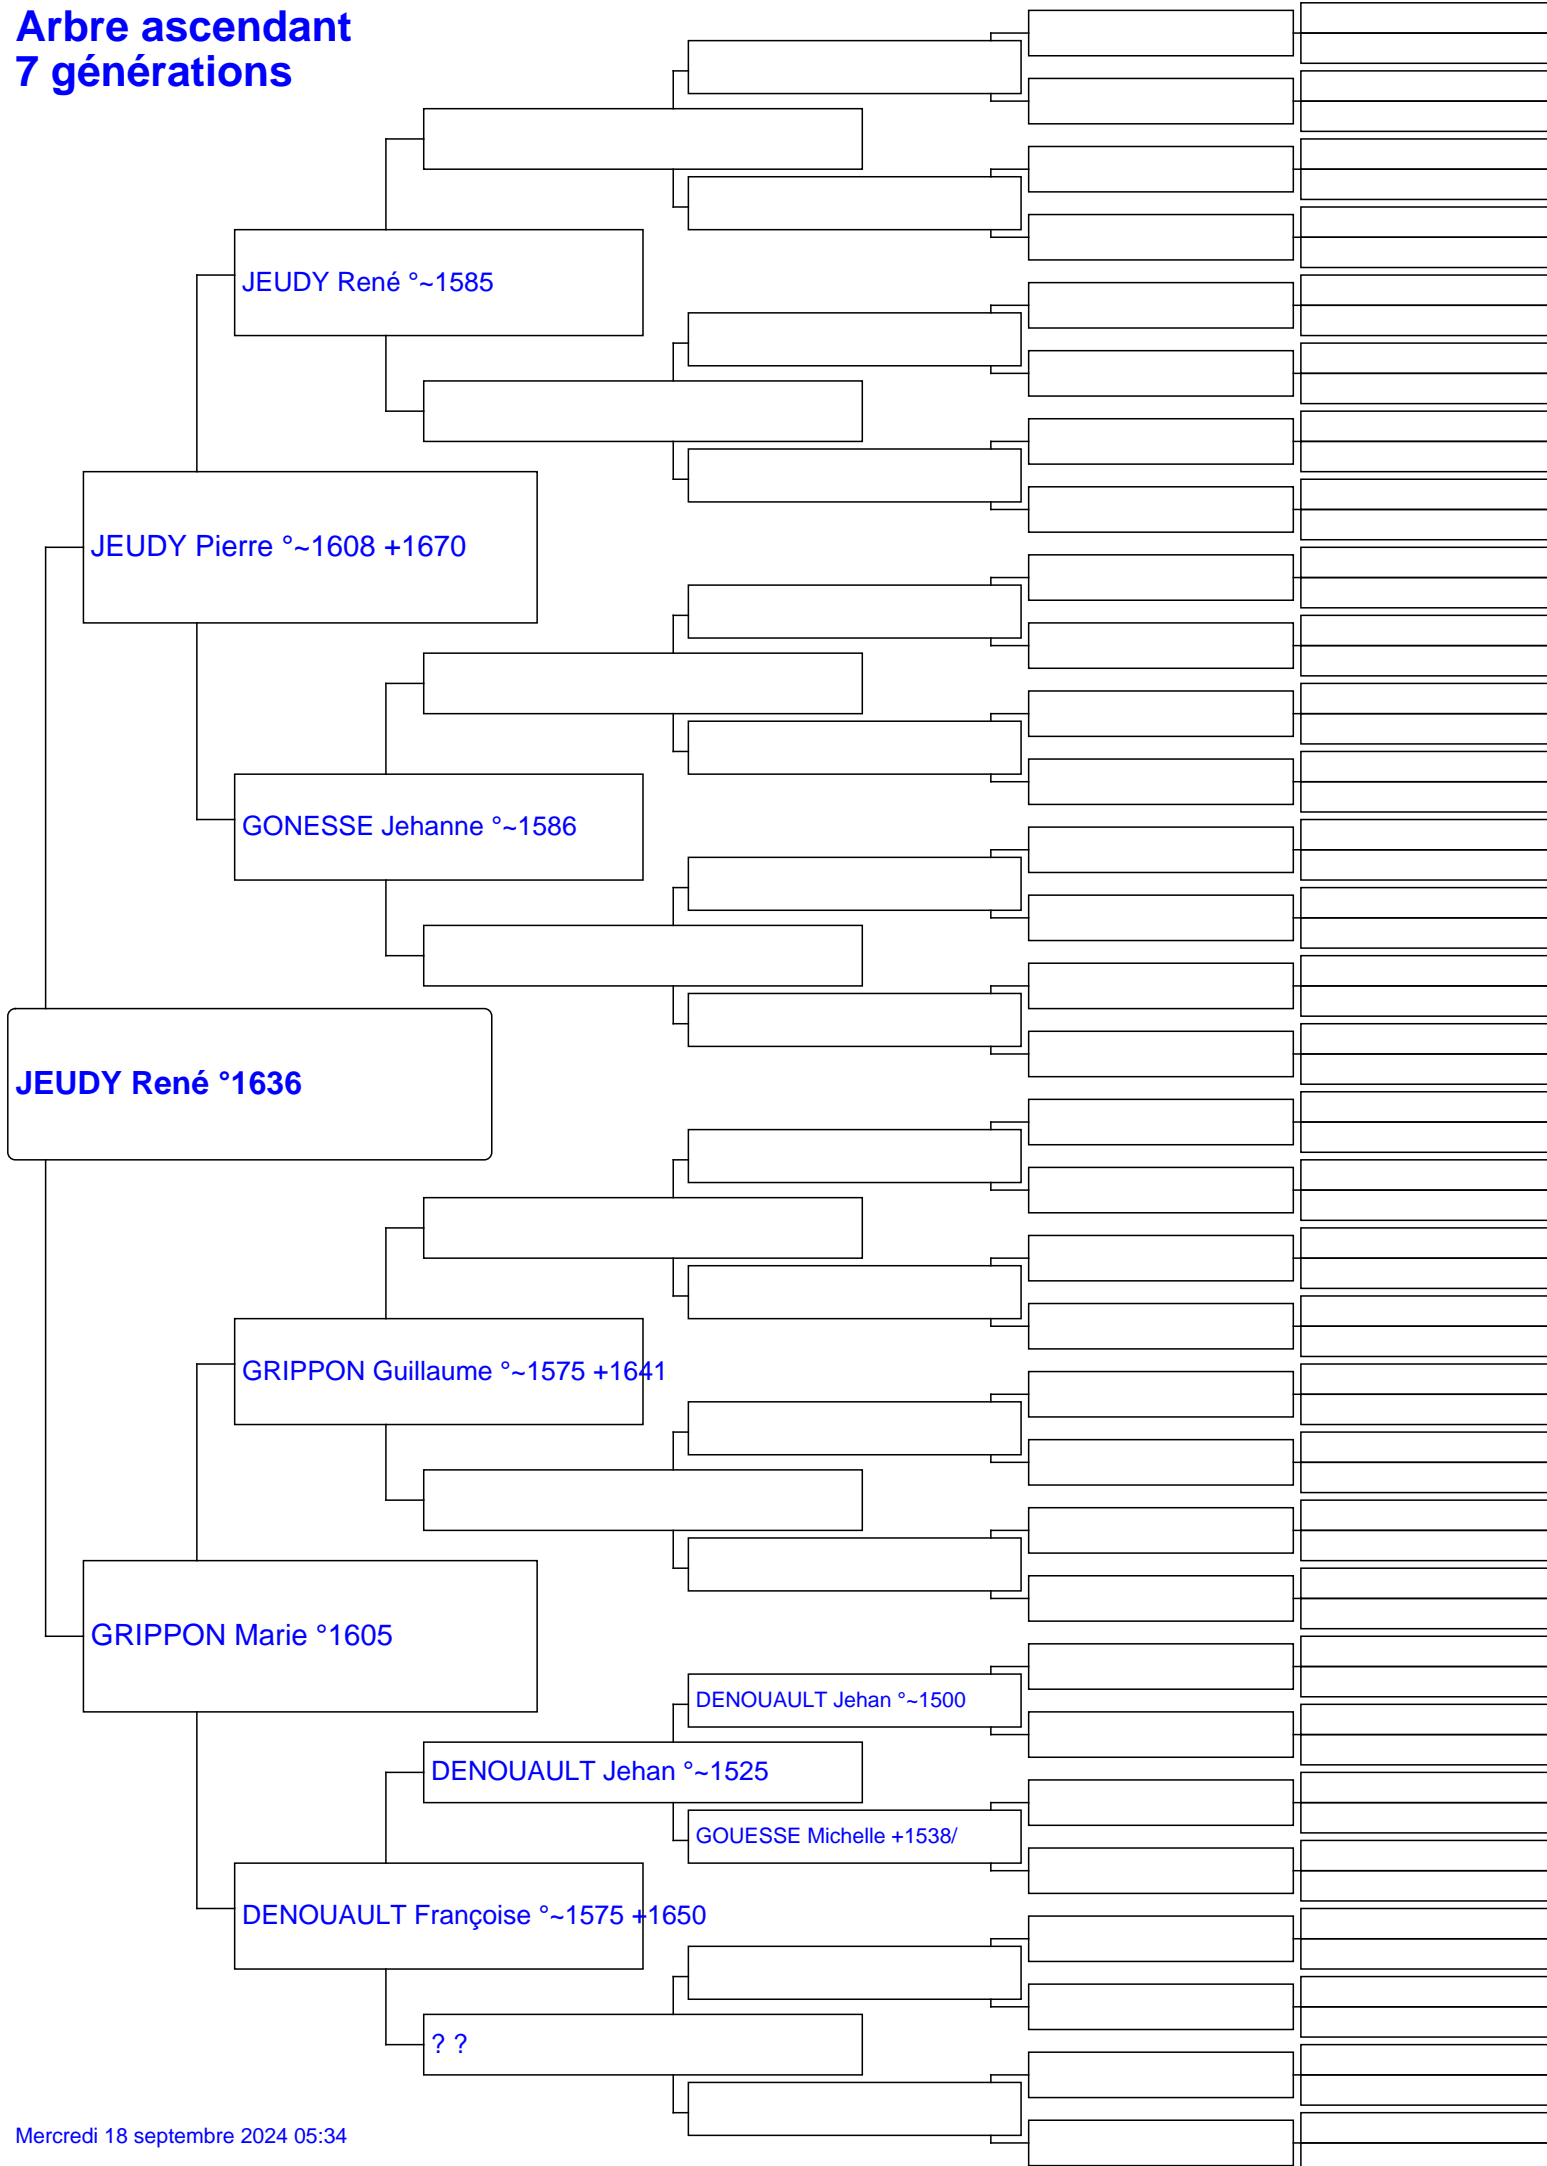 Arbre ascendant
7 générations
JEUDY René °~1585
JEUDY Pierre °~1608 +1670
GONESSE Jehanne °~1586
JEUDY René °1636
GRIPPON Guillaume °~1575 +1641
GRIPPON Marie °1605
DENOUAULT Jehan °~1500
DENOUAULT Jehan °~1525
GOUESSE Michelle +1538/
DENOUAULT Françoise °~1575 +1650
? ?
Mercredi 18 septembre 2024 05:34